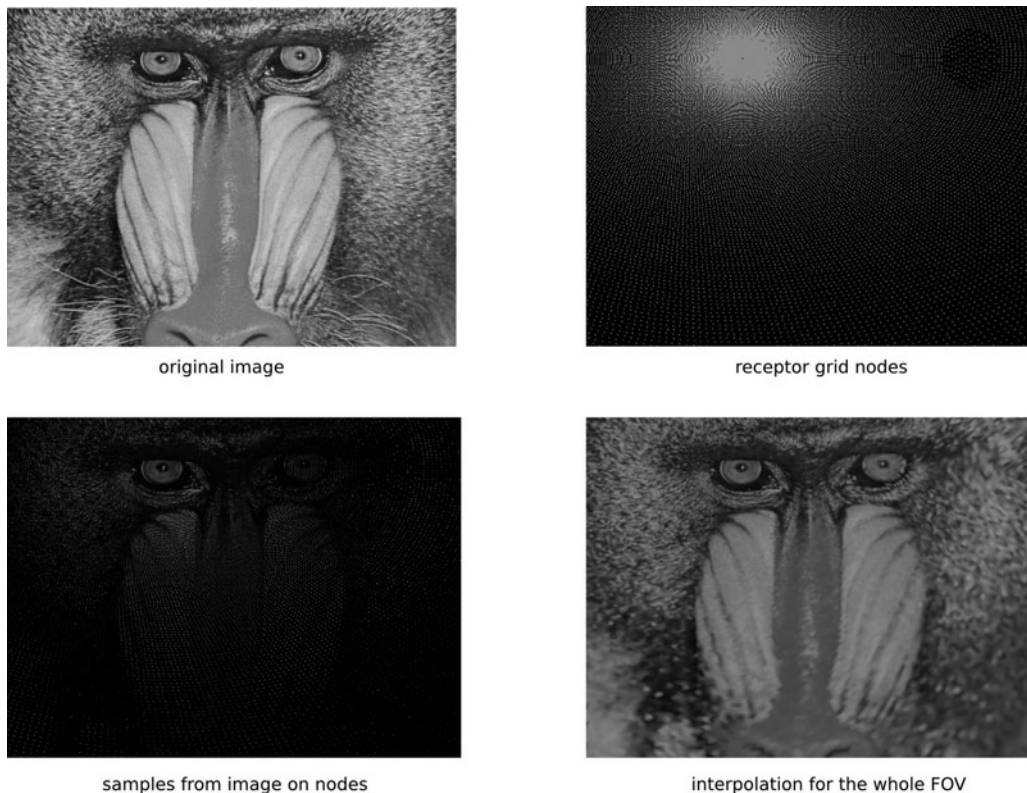 original image
receptor grid nodes
samples from image on nodes
interpolation for the whole FOV